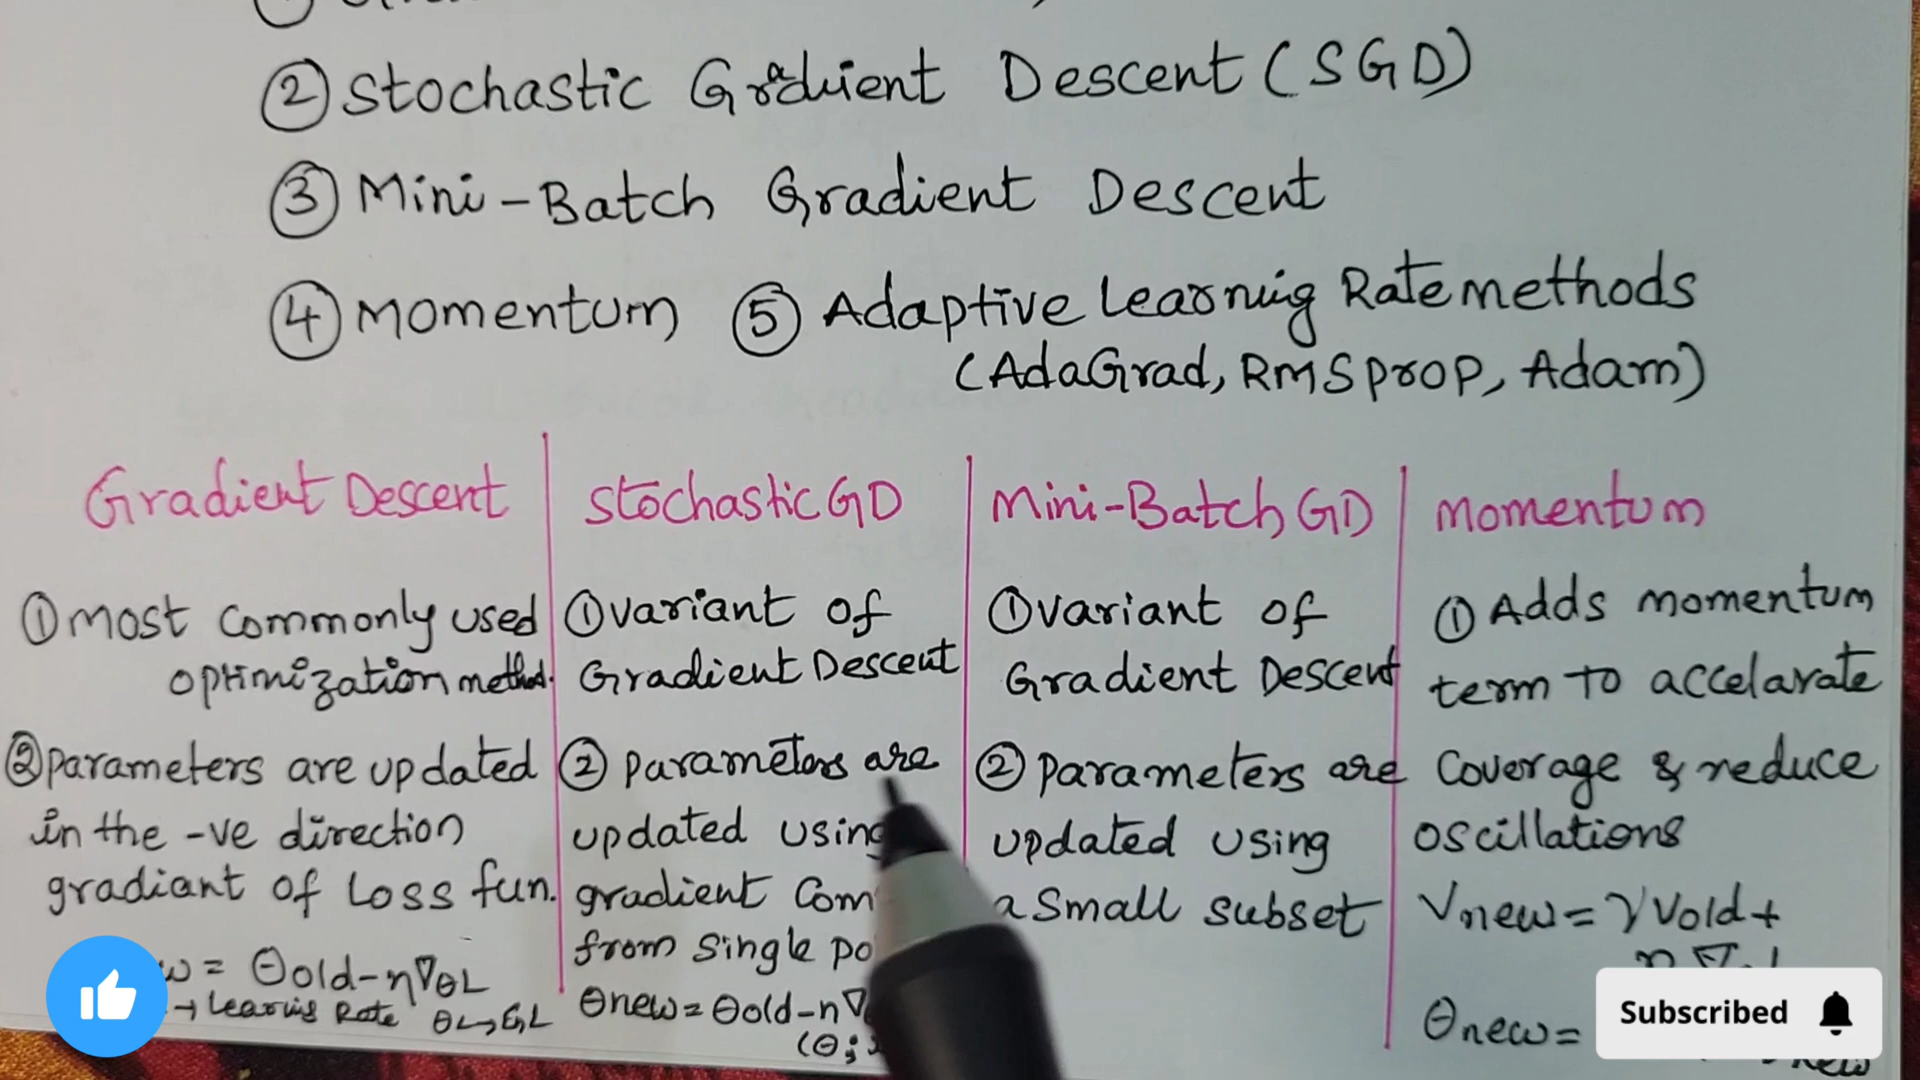 ② Stochastic Gradient Descent (SGD)
③ Mini-Batch Gradient Descent
④ Momentum ⑤ Adaptive Learning Rate methods
(AdaGrad, RMSProp, Adam)
Gradient Descent
① most commonly used
optimization method.
② parameters are updated
in the -ve direction
gradiant of Loss fun.
= θold-η∇θL
→ Learning Rate
Stochastic GD
① variant of
Gradient Descent
② parameters are
updated using
gradient
from single
θnew = θold-η∇
(θ;
Mini-Batch GD
① variant of
Gradient Descent
② parameters are
updated using
a small subset
Momentum
① Adds momentum
term to accelarate
Coverage & reduce
oscillations
Vnew = γVold+
θnew =
Subscribed